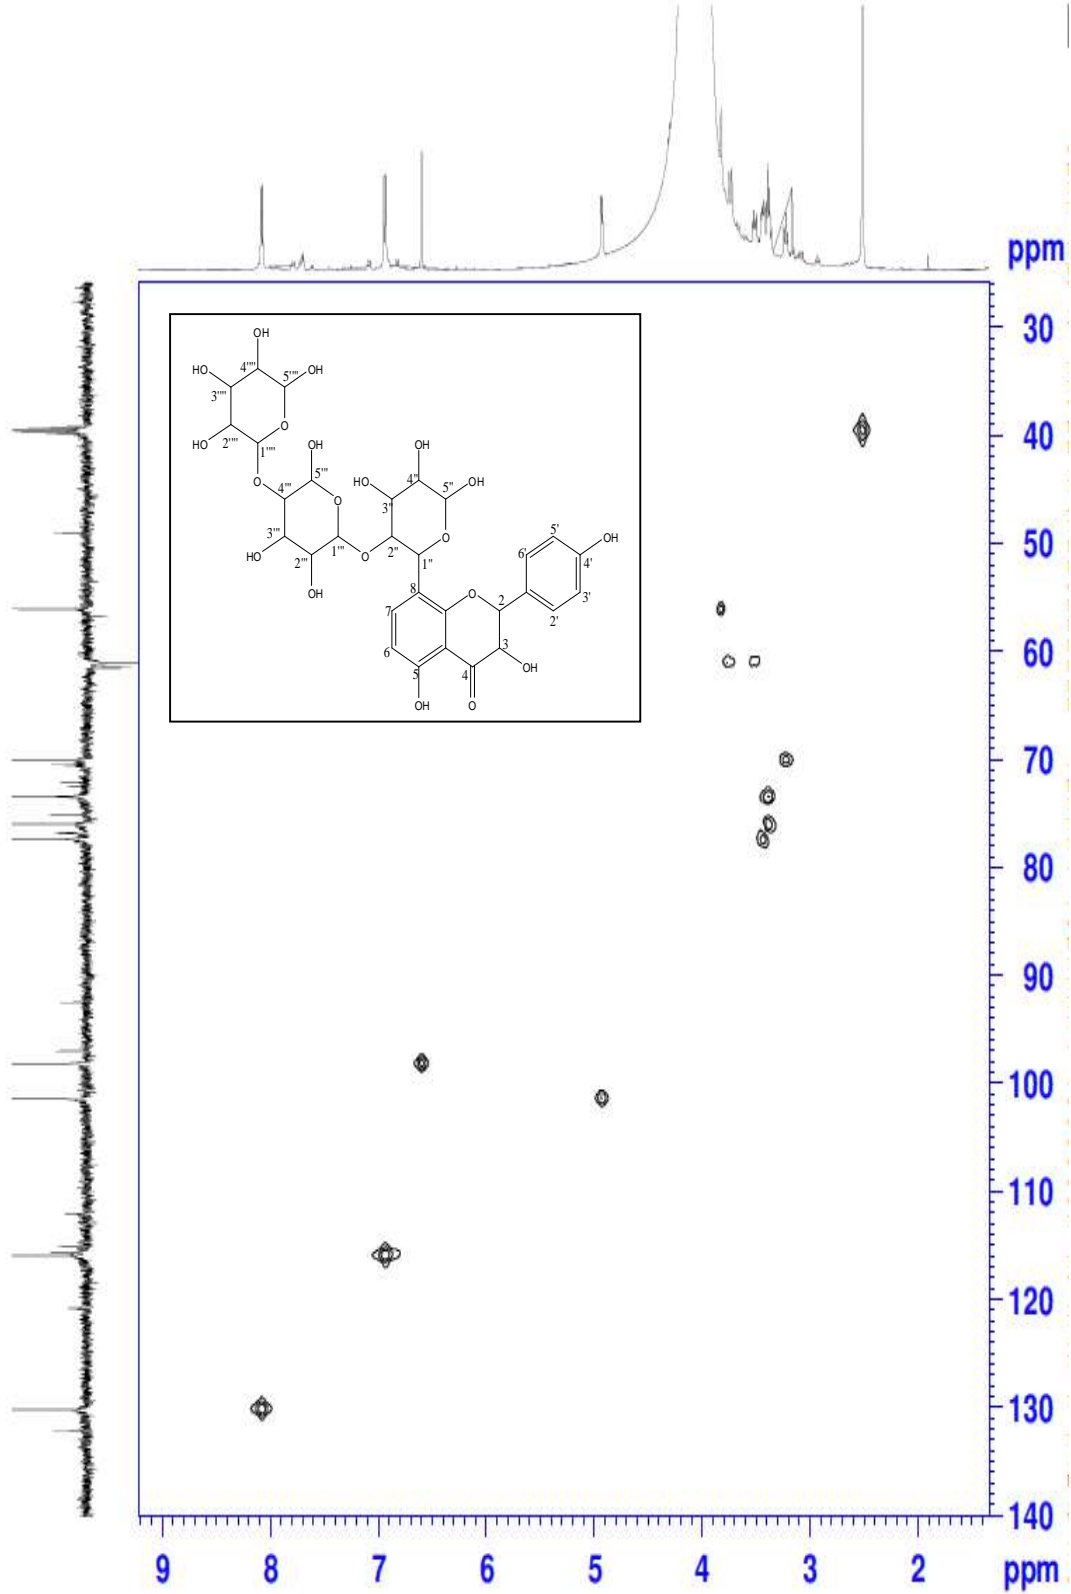 ppm
30
40
50
60
70
80
90
100
110
120
130
140
9 8 7 6 5 4 3 2 ppm
OH
HO 4'''' 5'''' OH
3''''
O
HO 2'''' 1''''
OH OH
O 4''' 5''' HO 4'' 5'' OH
O 3''
3''' O 5' OH
HO 2''' 1''' O 2'' 1'' 6' 4'
OH 8 O 2 3'
7 2'
6 3
5 4 OH
OH O